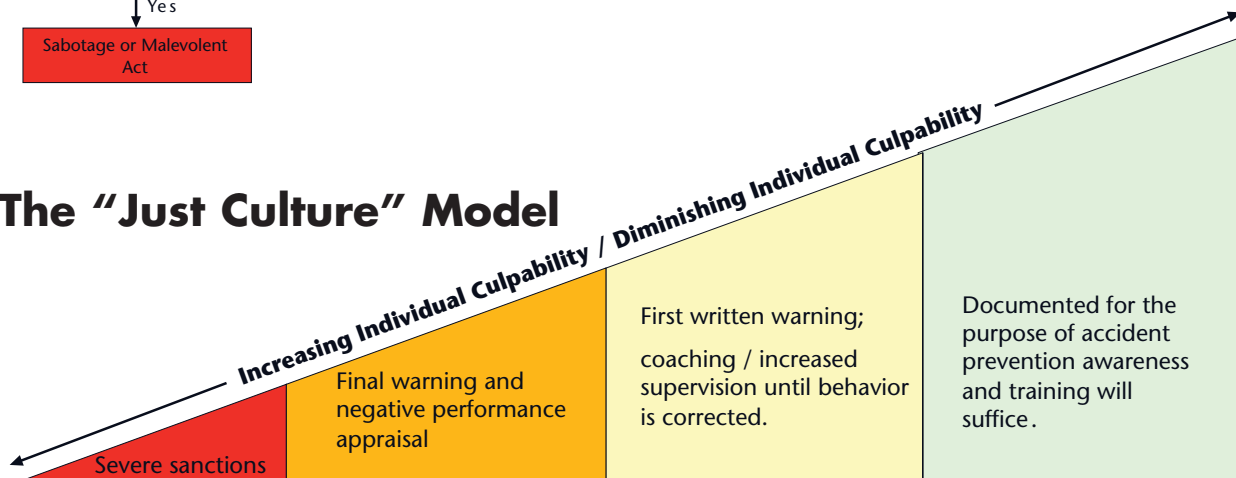 Yes
Sabotage or Malevolent
Act
The “Just Culture” Model
Increasing Individual Culpability / Diminishing Individual Culpability
Severe sanctions
Final warning and
negative performance
appraisal
First written warning;
coaching / increased
supervision until behavior
is corrected.
Documented for the
purpose of accident
prevention awareness
and training will
suffice.